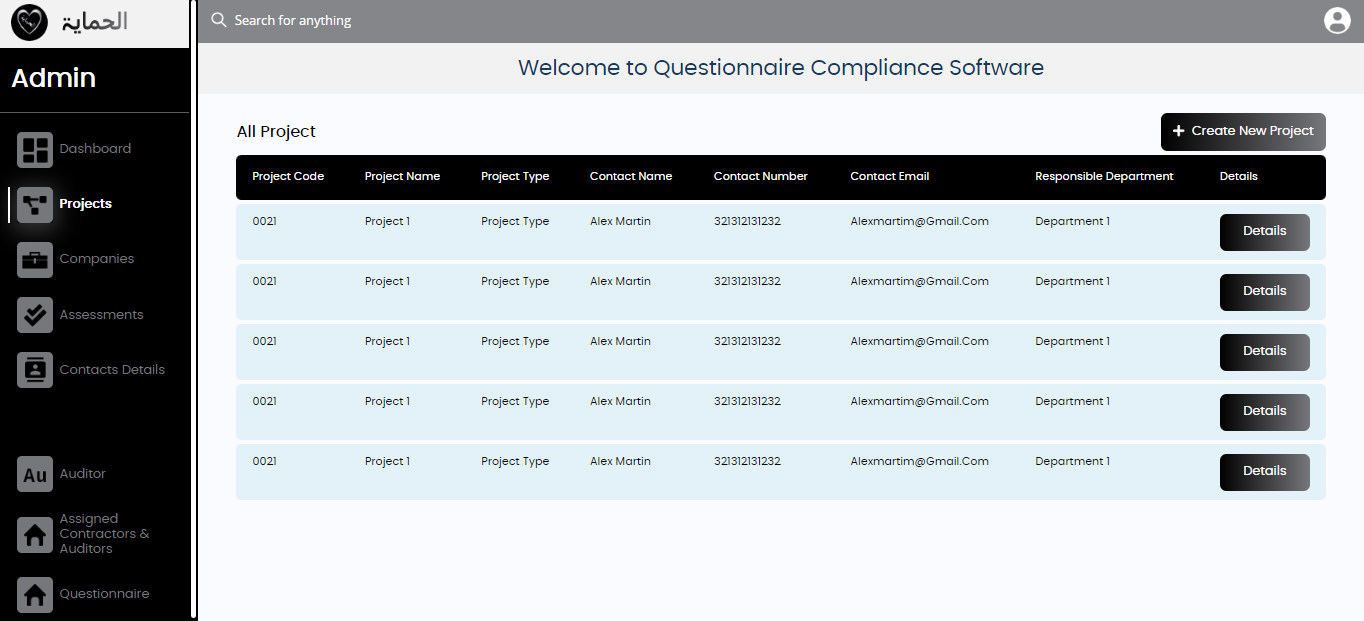 الحماية
Search for anything
Admin
Welcome to Questionnaire Compliance Software
Dashboard
Projects
Companies
Assessments
Contacts Details
Au Auditor
Assigned
Contractors &
Auditors
Questionnaire
All Project
+ Create New Project
Project Code Project Name Project Type Contact Name Contact Number Contact Email Responsible Department Details
0021 Project 1 Project Type Alex Martin 321312131232 Alexmartim@Gmail.Com Department 1 Details
0021 Project 1 Project Type Alex Martin 321312131232 Alexmartim@Gmail.Com Department 1 Details
0021 Project 1 Project Type Alex Martin 321312131232 Alexmartim@Gmail.Com Department 1 Details
0021 Project 1 Project Type Alex Martin 321312131232 Alexmartim@Gmail.Com Department 1 Details
0021 Project 1 Project Type Alex Martin 321312131232 Alexmartim@Gmail.Com Department 1 Details